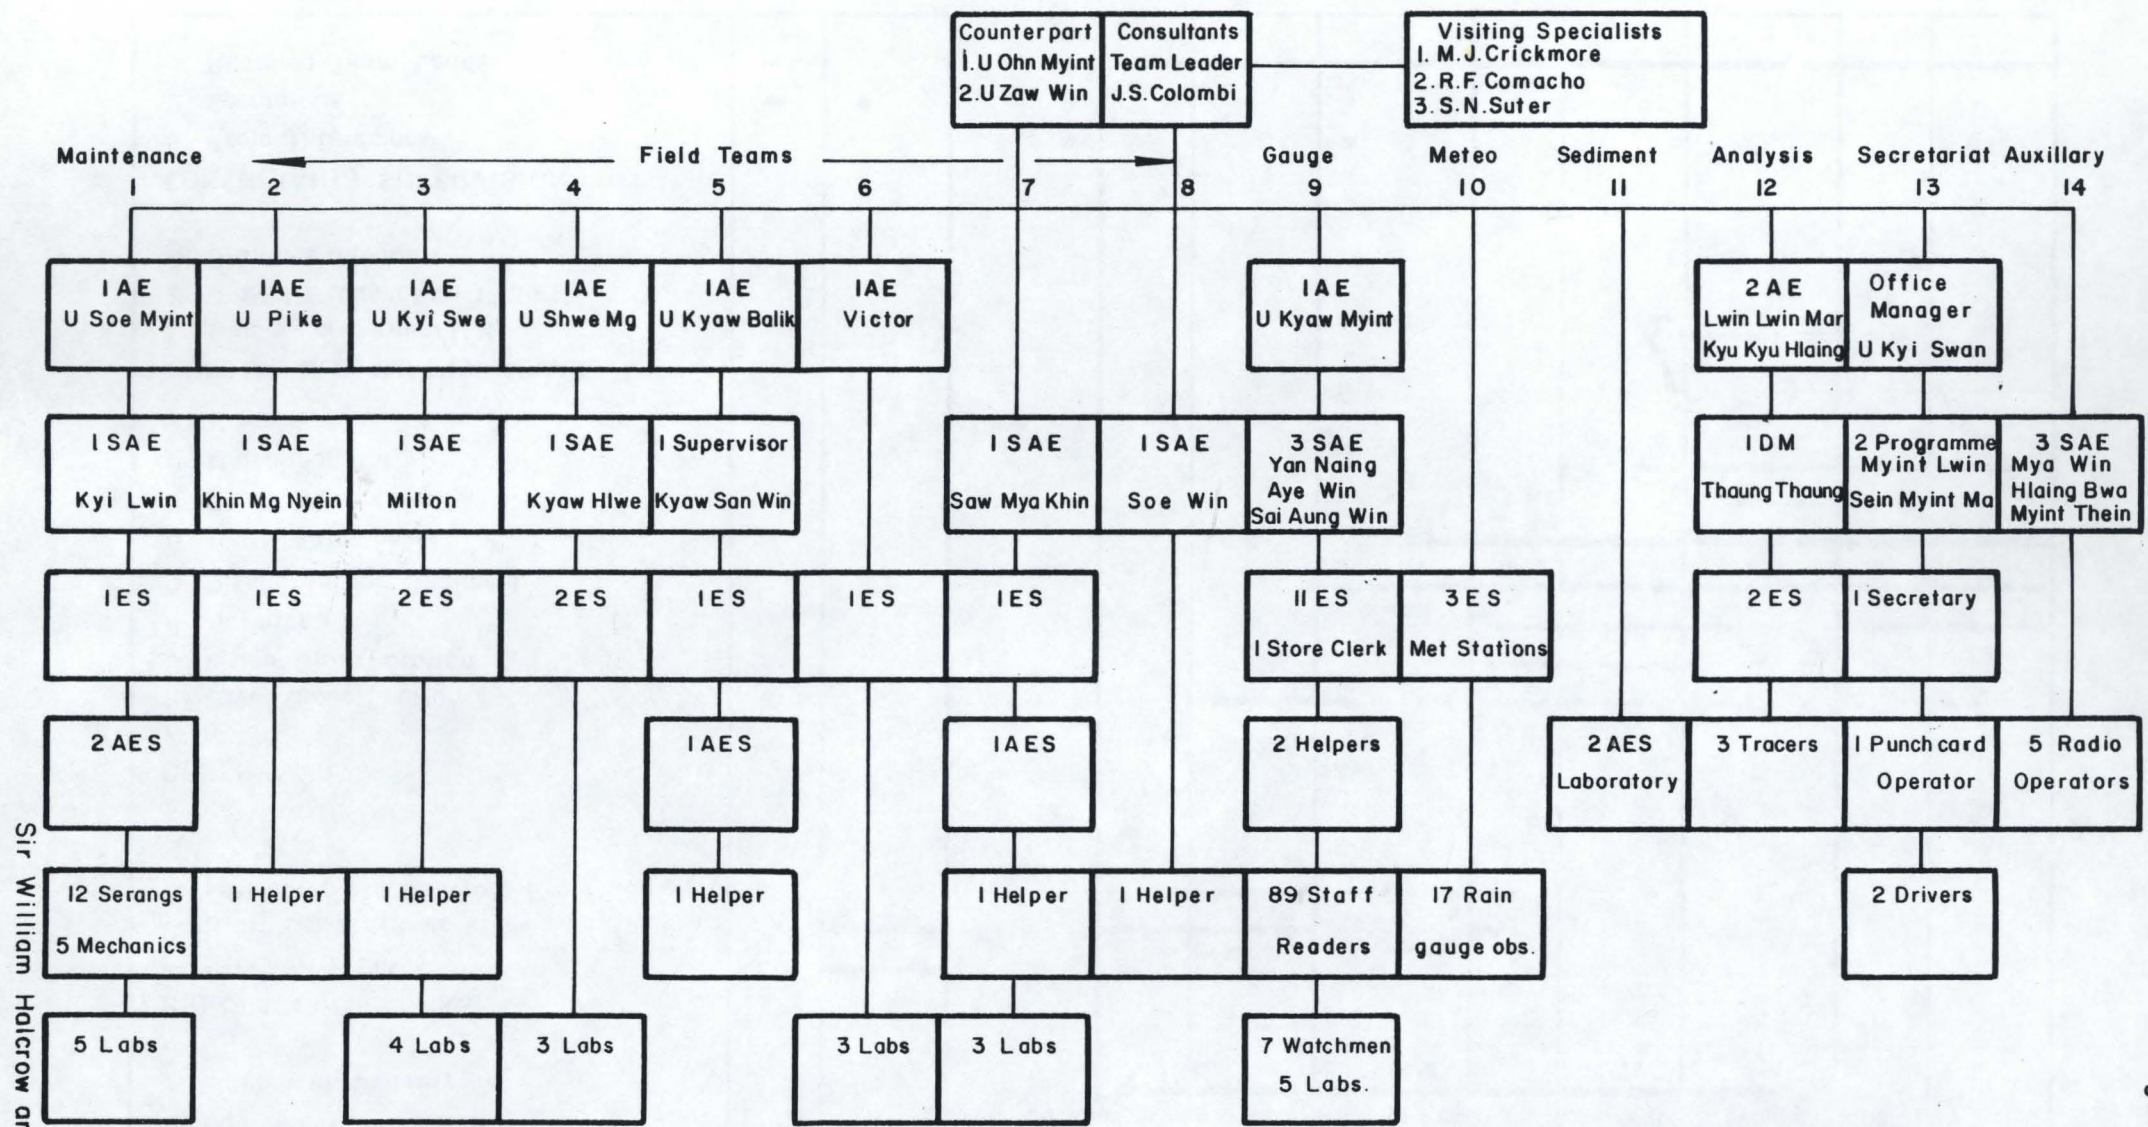 Counterpart
1. U Ohn Myint
2. U Zaw Win
Consultants
Team Leader
J.S. Colombi
Visiting Specialists
1. M.J. Crickmore
2. R.F. Comacho
3. S.N. Suter
Maintenance
Field Teams
Gauge
Meteo
Sediment
Analysis
Secretariat
Auxillary
1 2 3 4 5 6 7 8 9 10 11 12 13 14
1 AE
U Soe Myint
1 AE
U Pike
1 AE
U Kyi Swe
1 AE
U Shwe Mg
1 AE
U Kyaw Balik
1 AE
Victor
1 AE
U Kyaw Myint
2 AE
Lwin Lwin Mar
Kyu Kyu Hlaing
Office
Manager
U Kyi Swan
1 SAE
Kyi Lwin
1 SAE
Khin Mg Nyein
1 SAE
Milton
1 SAE
Kyaw Hlwe
1 Supervisor
Kyaw San Win
1 SAE
Saw Mya Khin
1 SAE
Soe Win
3 SAE
Yan Naing
Aye Win
Sai Aung Win
1 DM
Thaung Thaung
2 Programme
Myint Lwin
Sein Myint Ma
3 SAE
Mya Win
Hlaing Bwa
Myint Thein
1 ES
1 ES
2 ES
2 ES
1 ES
1 ES
1 ES
11 ES
1 Store Clerk
3 ES
Met Stations
2 ES
1 Secretary
2 AES
1 AES
1 AES
2 Helpers
2 AES
Laboratory
3 Tracers
1 Punch card
Operator
5 Radio
Operators
12 Serangs
5 Mechanics
1 Helper
1 Helper
1 Helper
1 Helper
1 Helper
89 Staff
Readers
17 Rain
gauge obs.
2 Drivers
5 Labs
4 Labs
3 Labs
3 Labs
3 Labs
7 Watchmen
5 Labs.
Sir William Halcrow